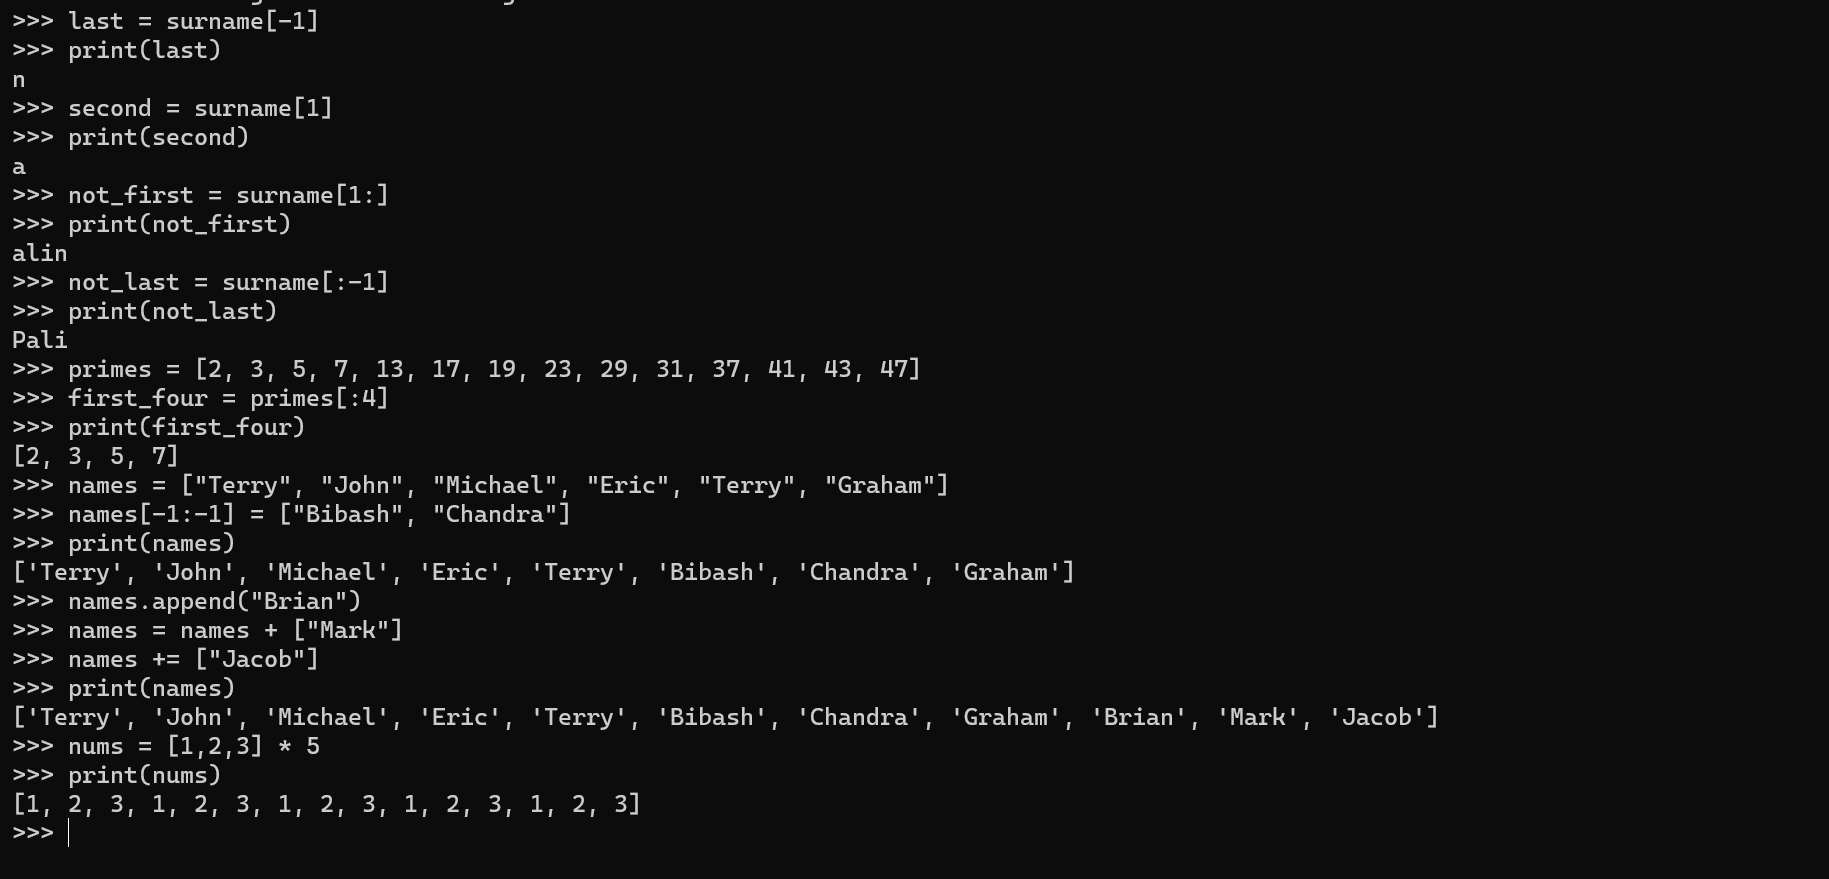 >>> last = surname[-1]
>>> print(last)
n
>>> second = surname[1]
>>> print(second)
a
>>> not_first = surname[1:]
>>> print(not_first)
alin
>>> not_last = surname[:-1]
>>> print(not_last)
Pali
>>> primes = [2, 3, 5, 7, 13, 17, 19, 23, 29, 31, 37, 41, 43, 47]
>>> first_four = primes[:4]
>>> print(first_four)
[2, 3, 5, 7]
>>> names = ["Terry", "John", "Michael", "Eric", "Terry", "Graham"]
>>> names[-1:-1] = ["Bibash", "Chandra"]
>>> print(names)
['Terry', 'John', 'Michael', 'Eric', 'Terry', 'Bibash', 'Chandra', 'Graham']
>>> names.append("Brian")
>>> names = names + ["Mark"]
>>> names += ["Jacob"]
>>> print(names)
['Terry', 'John', 'Michael', 'Eric', 'Terry', 'Bibash', 'Chandra', 'Graham', 'Brian', 'Mark', 'Jacob']
>>> nums = [1,2,3] * 5
>>> print(nums)
[1, 2, 3, 1, 2, 3, 1, 2, 3, 1, 2, 3, 1, 2, 3]
>>>